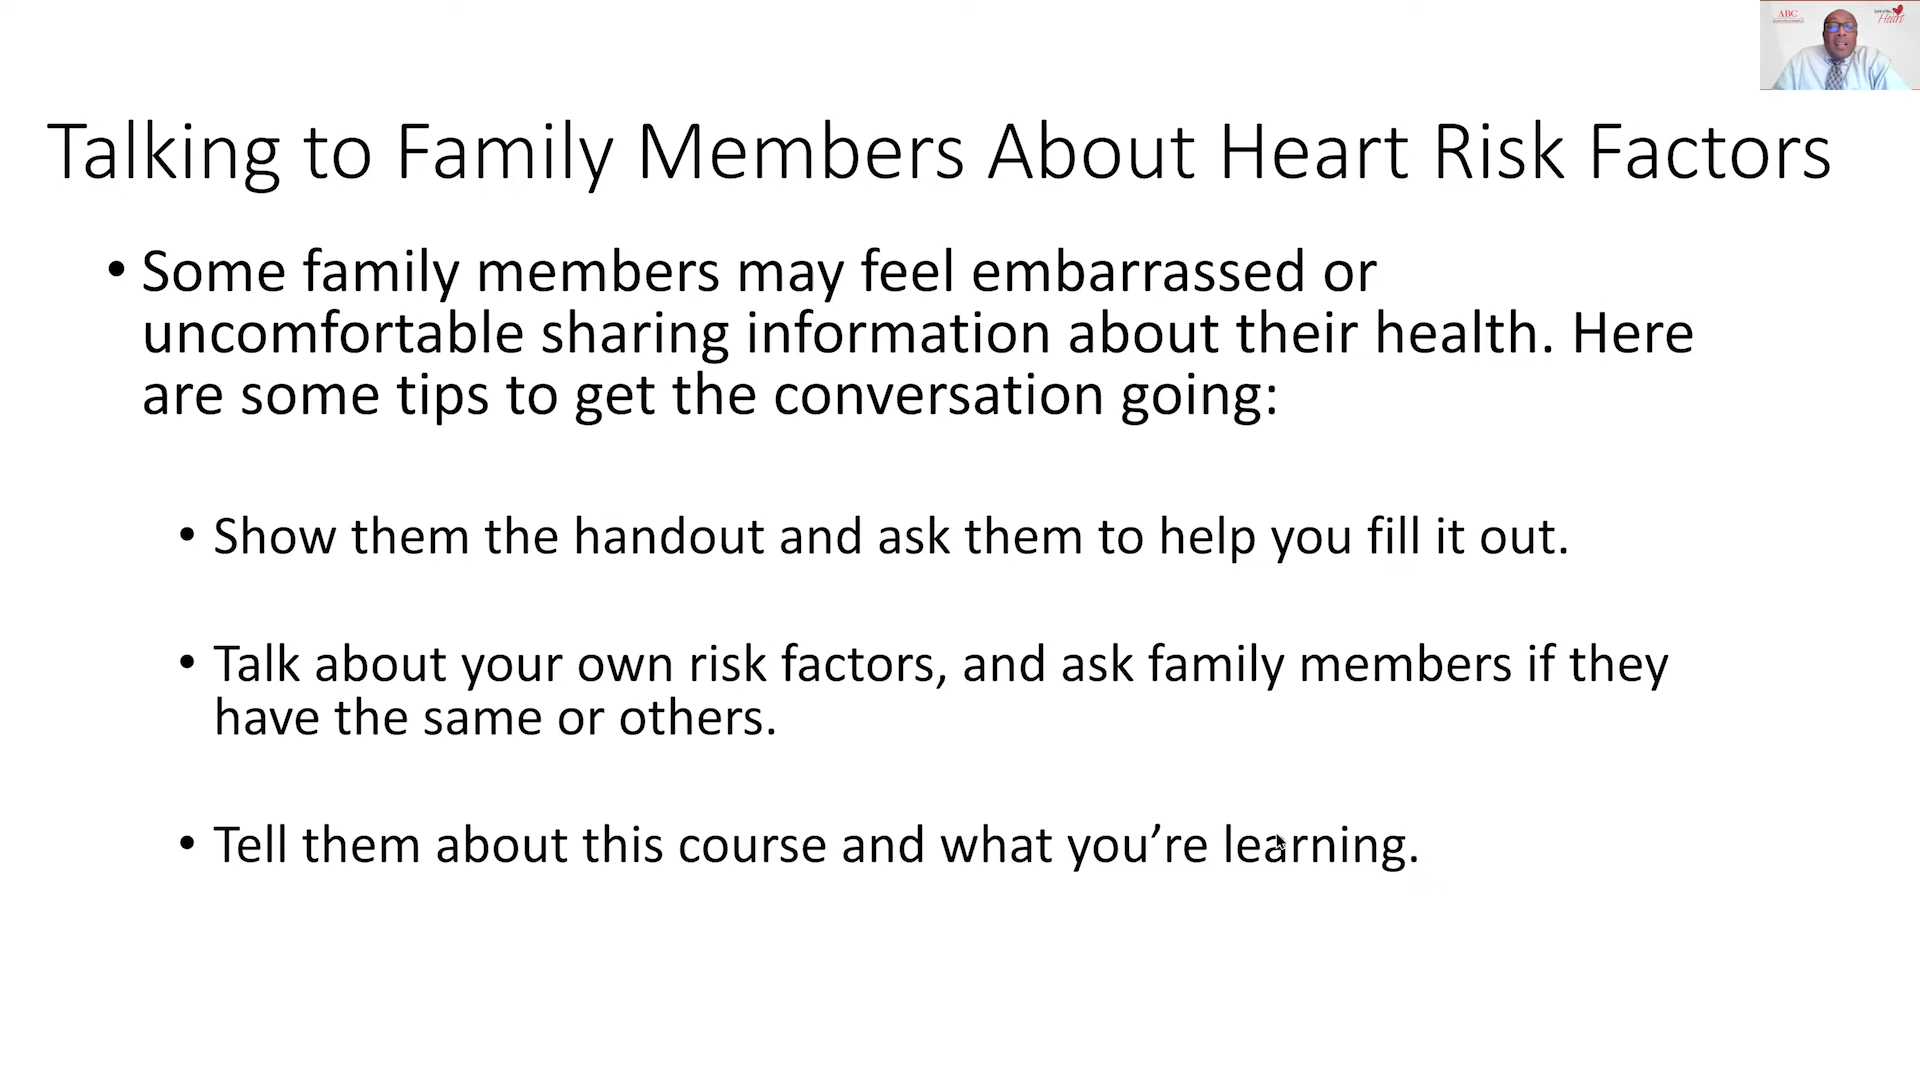 ABC
Heart
Talking to Family Members About Heart Risk Factors
• Some family members may feel embarrassed or
uncomfortable sharing information about their health. Here
are some tips to get the conversation going:
• Show them the handout and ask them to help you fill it out.
• Talk about your own risk factors, and ask family members if they
have the same or others.
• Tell them about this course and what you’re learning.